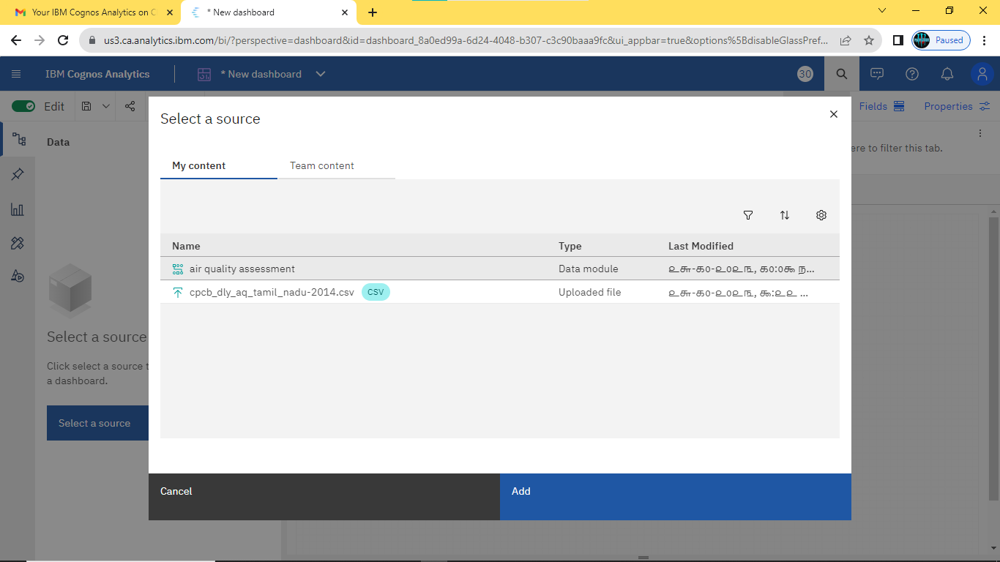 Your IBM Cognos Analytics on C
* New dashboard
us3.ca.analytics.ibm.com/bi/?perspective=dashboard&id=dashboard_8a0ed99a-6d24-4048-b307-c3c90baaa9fc&ui_appbar=true&options%5BdisableGlassPref...
Paused
IBM Cognos Analytics
* New dashboard
30
Edit
Fields
Properties
Select a source
Data
ere to filter this tab.
My content
Team content
Name Type Last Modified
air quality assessment Data module ௨௬-௧௦-௨௦௨௩, ௧௦:௦௯ ந...
cpcb_dly_aq_tamil_nadu-2014.csv CSV Uploaded file ௨௬-௧௦-௨௦௨௩, ௯:௨௨ ...
Select a source
Click select a source t
a dashboard.
Select a source
Cancel
Add